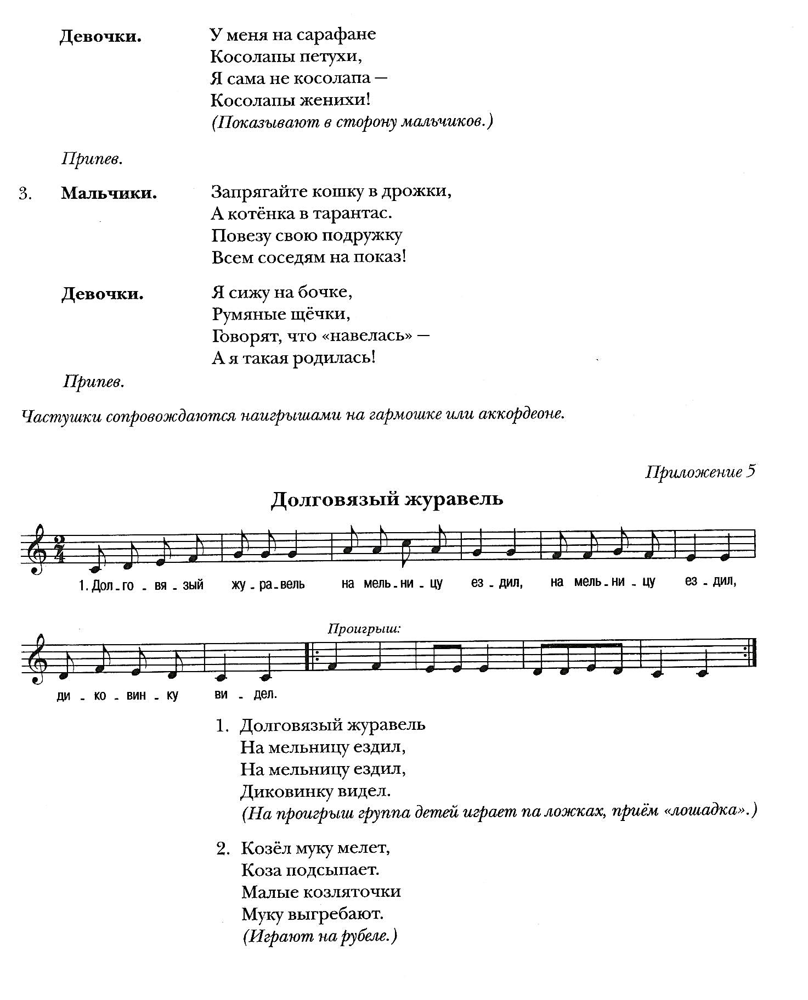 Девочки. У меня на сарафане
Косолапы петухи,
Я сама не косолапа —
Косолапы женихи!
(Показывают в сторону мальчиков.)
Припев.
3. Мальчики. Запрягайте кошку в дрожки,
А котёнка в тарантас.
Повезу свою подружку
Всем соседям на показ!
Девочки. Я сижу на бочке,
Румяные щёчки,
Говорят, что «навелась» —
А я такая родилась!
Припев.
Частушки сопровождаются наигрышами на гармошке или аккордеоне.
Приложение 5
Долговязый журавель
2/4
1. Дол - го - вя - зый жу - ра - вель на мель - ни - цу ез - дил, на мель - ни - цу ез - дил,
Проигрыш:
ди - ко - вин - ку ви - дел.
1. Долговязый журавель
На мельницу ездил,
На мельницу ездил,
Диковинку видел.
(На проигрыш группа детей играет па ложках, приём «лошадка».)
2. Козёл муку мелет,
Коза подсыпает.
Малые козляточки
Муку выгребают.
(Играют на рубеле.)